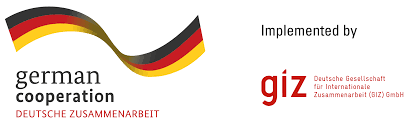 german
cooperation
DEUTSCHE ZUSAMMENARBEIT
Implemented by
giz
Deutsche Gesellschaft
für Internationale
Zusammenarbeit (GIZ) GmbH